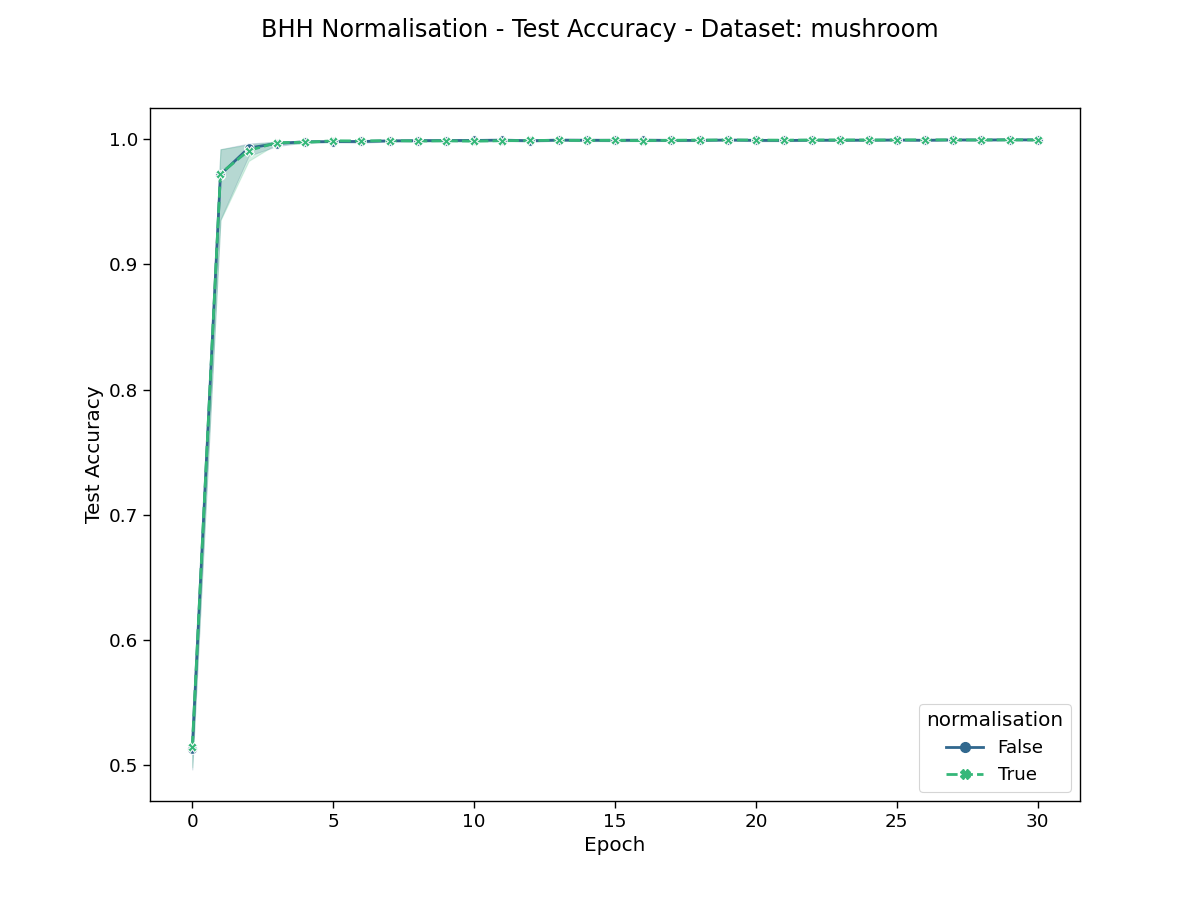 BHH Normalisation - Test Accuracy - Dataset: mushroom
1.0
0.9
0.8
0.7
0.6
0.5
Test Accuracy
0 5 10 15 20 25 30
Epoch
normalisation
False
True